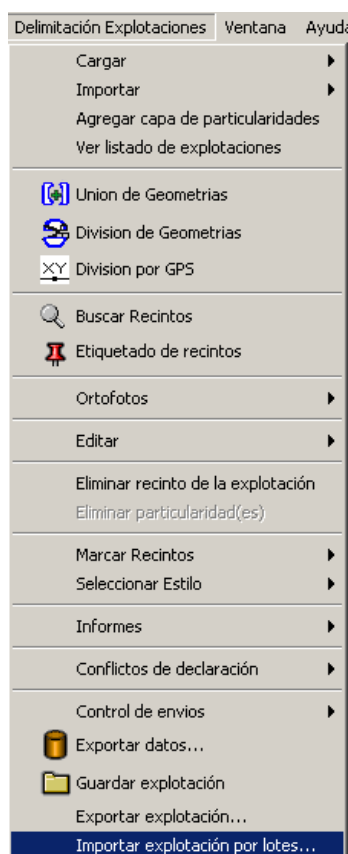 Delimitación Explotaciones Ventana Ayuda
Cargar
Importar
Agregar capa de particularidades
Ver listado de explotaciones
Union de Geometrias
Division de Geometrias
XY Division por GPS
Buscar Recintos
Etiquetado de recintos
Ortofotos
Editar
Eliminar recinto de la explotación
Eliminar particularidad(es)
Marcar Recintos
Seleccionar Estilo
Informes
Conflictos de declaración
Control de envios
Exportar datos...
Guardar explotación
Exportar explotación...
Importar explotación por lotes...